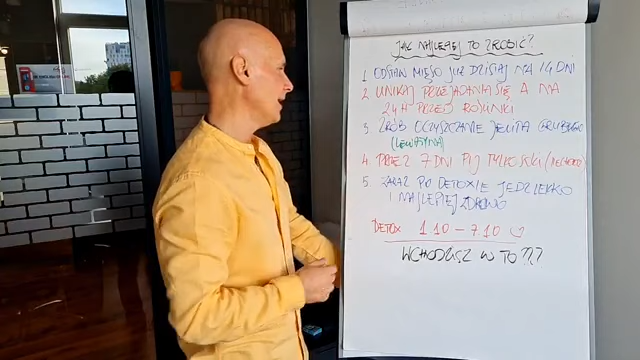 JAK NAJLEPIEJ TO ZROBIĆ?
1 ODSTAW MIĘSO JUŻ DZISIAJ NA 14 DNI
2 UNIKAJ PRZEJADANIA SIĘ A NA
24H PRZED ROŚLINKI
3 ZRÓB OCZYSZCZANIE JELITA GRUBEGO
(LEWATYWA)
4 PRZEZ 7 DNI PIJ TYLKO SOKI
5 ZARAZ PO DETOXIE JEDZ LEKKO
I NAJLEPIEJ ZDROWO
DETOX 1.10 – 7.10
WCHODZISZ W TO ???